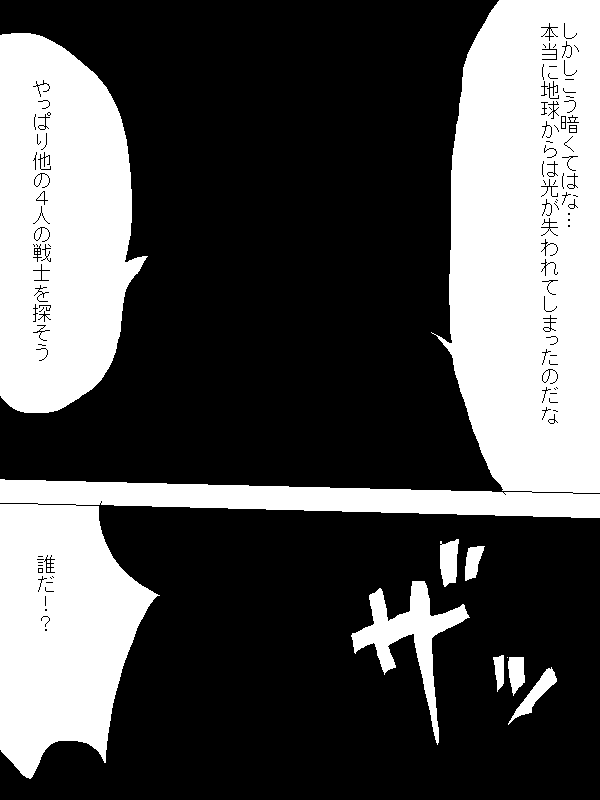 しかしこう暗くてはな…
本当に地球からは光が失われてしまったのだな
やっぱり他の4人の戦士を探そう
ザッ
誰だ!?